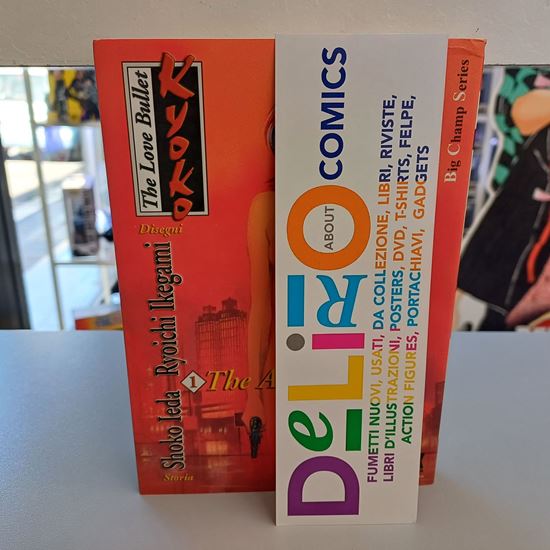 The Love Bullet
KYOKO
Disegni
Shoko Ieda Ryoichi Ikegami
Storia
1 The A
Big Champ Series
DeLiRiO
ABOUT
COMICS
FUMETTI NUOVI, USATI, DA COLLEZIONE, LIBRI, RIVISTE,
LIBRI D'ILLUSTRAZIONI, POSTERS, DVD, T-SHIRTS, FELPE,
ACTION FIGURES, PORTACHIAVI, GADGETS